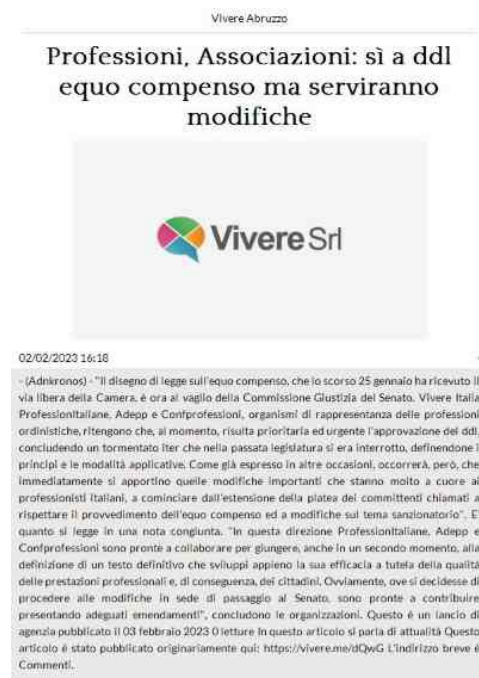 Vivere Abruzzo
Professioni, Associazioni: sì a ddl
equo compenso ma serviranno
modifiche
Vivere Srl
02/02/2023 16:18
- (Adnkronos) - "Il disegno di legge sull'equo compenso, che lo scorso 25 gennaio ha ricevuto il
via libera della Camera, è ora al vaglio della Commissione Giustizia del Senato. Vivere Italia
ProfessionItaliane, Adepp e Confprofessioni, organismi di rappresentanza delle professioni
ordinistiche, ritengono che, al momento, risulta prioritaria ed urgente l'approvazione del ddl,
concludendo un tormentato iter che nella passata legislatura si era interrotto, definendone i
principi e le modalità applicative. Come già espresso in altre occasioni, occorrerà, però, che
immediatamente si apportino quelle modifiche importanti che stanno molto a cuore ai
professionisti italiani, a cominciare dall'estensione della platea dei committenti chiamati a
rispettare il provvedimento dell'equo compenso ed a modifiche sul tema sanzionatorio". E'
quanto si legge in una nota congiunta. "In questa direzione ProfessionItaliane, Adepp e
Confprofessioni sono pronte a collaborare per giungere, anche in un secondo momento, alla
definizione di un testo definitivo che sviluppi appieno la sua efficacia a tutela della qualità
delle prestazioni professionali e, di conseguenza, dei cittadini. Ovviamente, ove si decidesse di
procedere alle modifiche in sede di passaggio al Senato, sono pronte a contribuire
presentando adeguati emendamenti", concludono le organizzazioni. Questo è un lancio di
agenzia pubblicato il 03 febbraio 2023 0 letture In questo articolo si parla di attualità Questo
articolo è stato pubblicato originariamente qui: https://vivere.me/dQwG L'indirizzo breve è
Commenti.